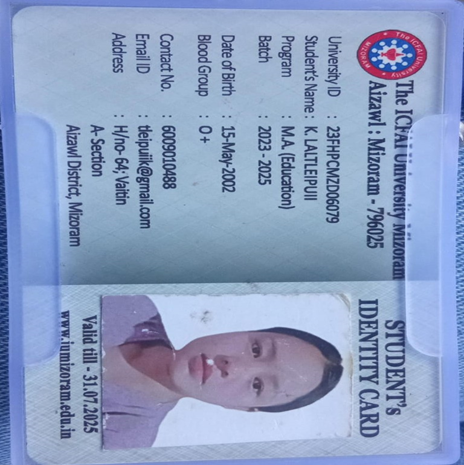 The ICFAI University Mizoram
Aizawl : Mizoram - 796025
STUDENT's
IDENTITY CARD
University ID : 23FHPCMZD06079
Student's Name : K. LALTLEIPUII
Program : M.A. (Education)
Batch : 2023 - 2025
Date of Birth : 15-May-2002
Blood Group : O+
Contact No. : 6009010488
Email ID : teipuiik@gmail.com
Address : H/no- 64; Vaitin
A- Section
Aizawl District, Mizoram
Valid till - 31.07.2025
www.iumizoram.edu.in